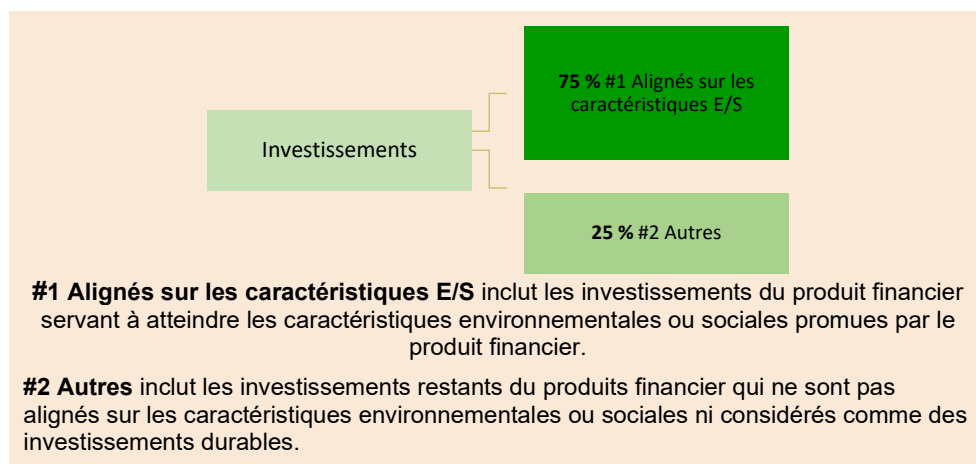 75 % #1 Alignés sur les
caractéristiques E/S
Investissements
25 % #2 Autres
#1 Alignés sur les caractéristiques E/S inclut les investissements du produit financier
servant à atteindre les caractéristiques environnementales ou sociales promues par le
produit financier.
#2 Autres inclut les investissements restants du produits financier qui ne sont pas
alignés sur les caractéristiques environnementales ou sociales ni considérés comme des
investissements durables.